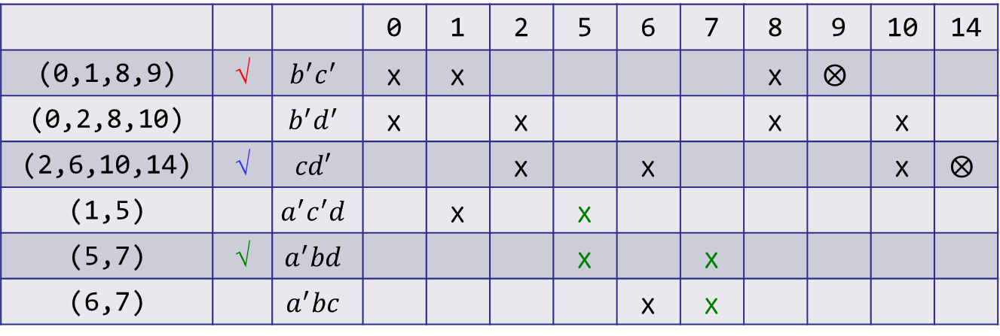 0 1 2 5 6 7 8 9 10 14
(0,1,8,9) √ b′c′ x x x ⊗
(0,2,8,10) b′d′ x x x x
(2,6,10,14) √ cd′ x x x ⊗
(1,5) a′c′d x x
(5,7) √ a′bd x x
(6,7) a′bc x x